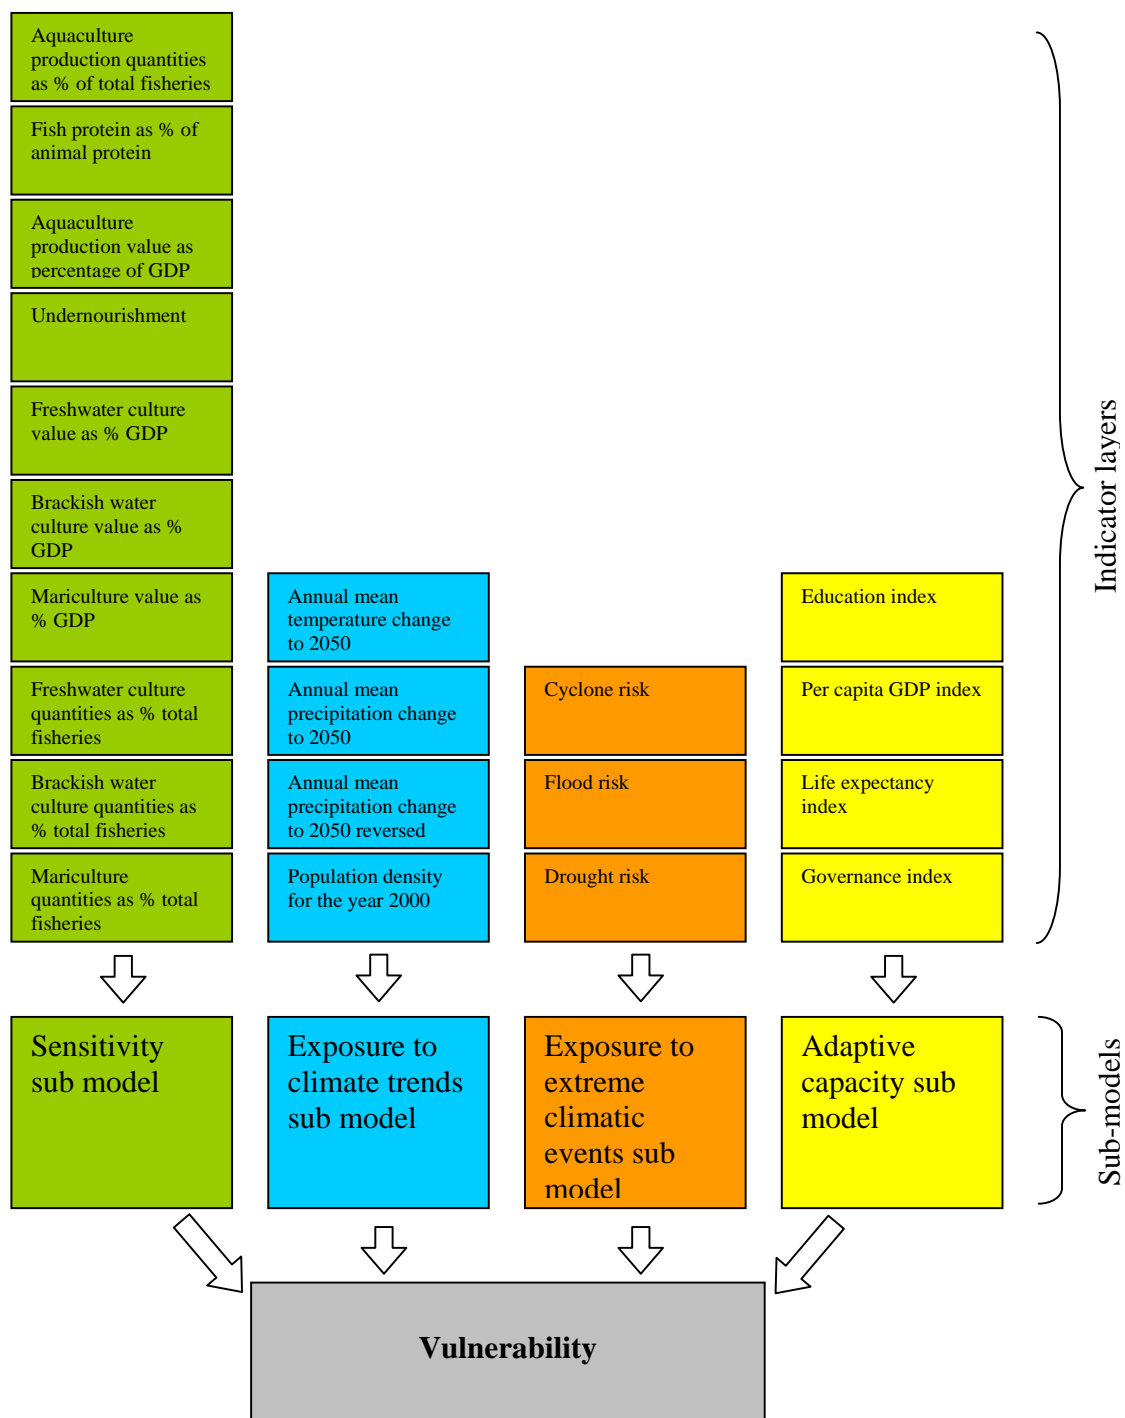 Aquaculture
production quantities
as % of total fisheries
Fish protein as % of
animal protein
Aquaculture
production value as
percentage of GDP
Undernourishment
Freshwater culture
value as % GDP
Brackish water
culture value as %
GDP
Mariculture value as
% GDP
Freshwater culture
quantities as % total
fisheries
Brackish water
culture quantities as
% total fisheries
Mariculture
quantities as % total
fisheries
Annual mean
temperature change
to 2050
Annual mean
precipitation change
to 2050
Annual mean
precipitation change
to 2050 reversed
Population density
for the year 2000
Cyclone risk
Flood risk
Drought risk
Education index
Per capita GDP index
Life expectancy
index
Governance index
Indicator layers
Sensitivity
sub model
Exposure to
climate trends
sub model
Exposure to
extreme
climatic
events sub
model
Adaptive
capacity sub
model
Sub-models
Vulnerability